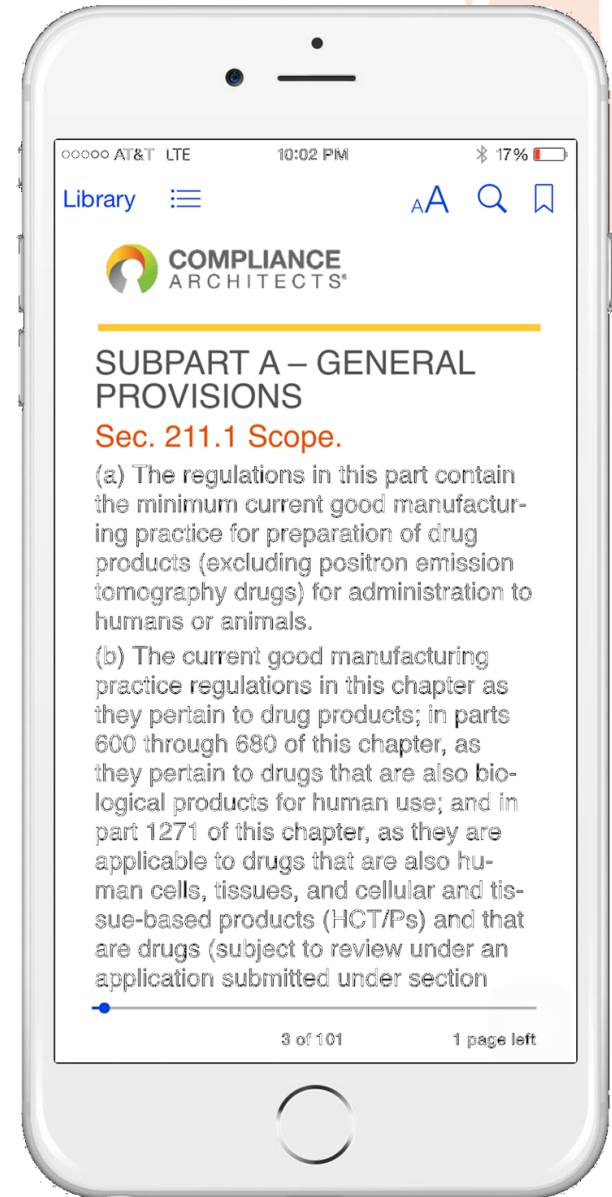 ooooo AT&T LTE 10:02 PM 17%
Library AA
COMPLIANCE
ARCHITECTS®
SUBPART A – GENERAL
PROVISIONS
Sec. 211.1 Scope.
(a) The regulations in this part contain
the minimum current good manufactur-
ing practice for preparation of drug
products (excluding positron emission
tomography drugs) for administration to
humans or animals.
(b) The current good manufacturing
practice regulations in this chapter as
they pertain to drug products; in parts
600 through 680 of this chapter, as
they pertain to drugs that are also bio-
logical products for human use; and in
part 1271 of this chapter, as they are
applicable to drugs that are also hu-
man cells, tissues, and cellular and tis-
sue-based products (HCT/Ps) and that
are drugs (subject to review under an
application submitted under section
3 of 101 1 page left